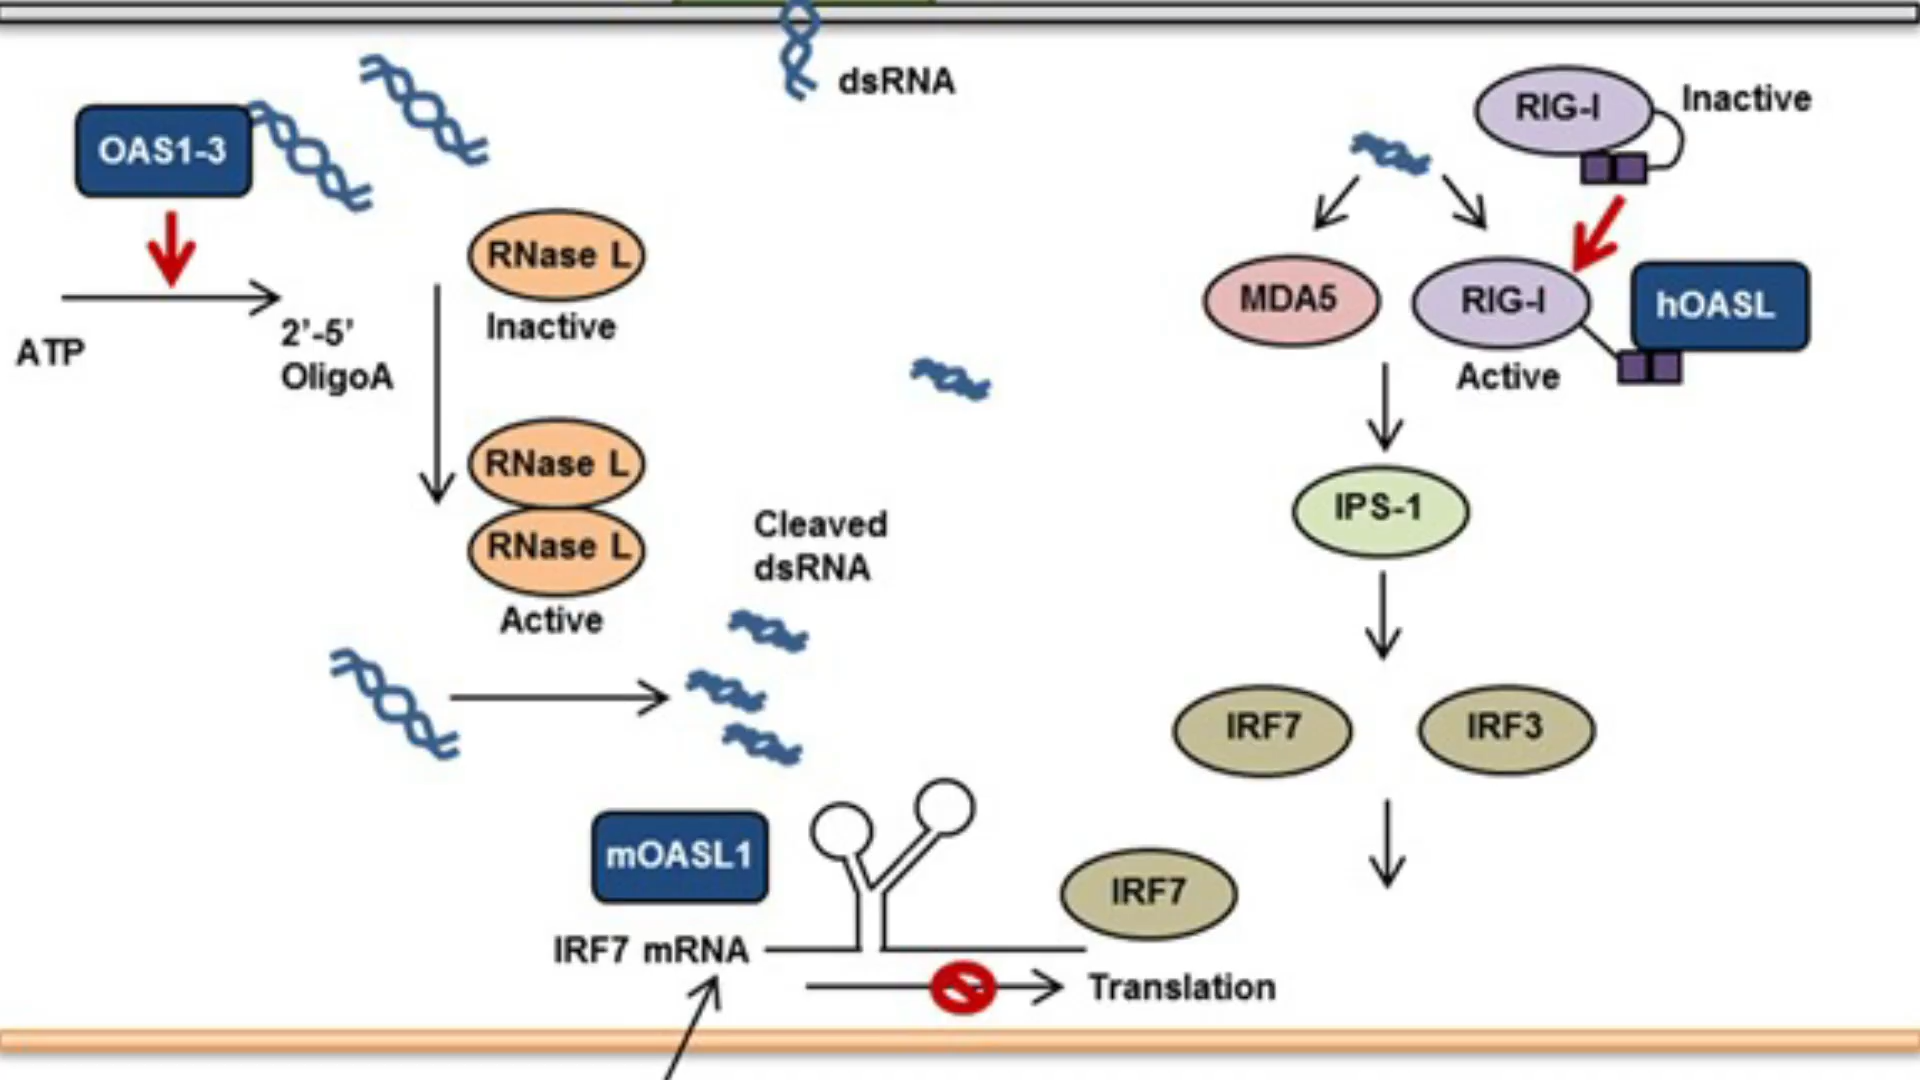 dsRNA
OAS1-3
ATP
2’-5’
OligoA
RNase L
Inactive
RNase L
RNase L
Active
Cleaved
dsRNA
RIG-I
Inactive
MDA5
RIG-I
Active
hOASL
IPS-1
IRF7
IRF3
mOASL1
IRF7
IRF7 mRNA
Translation